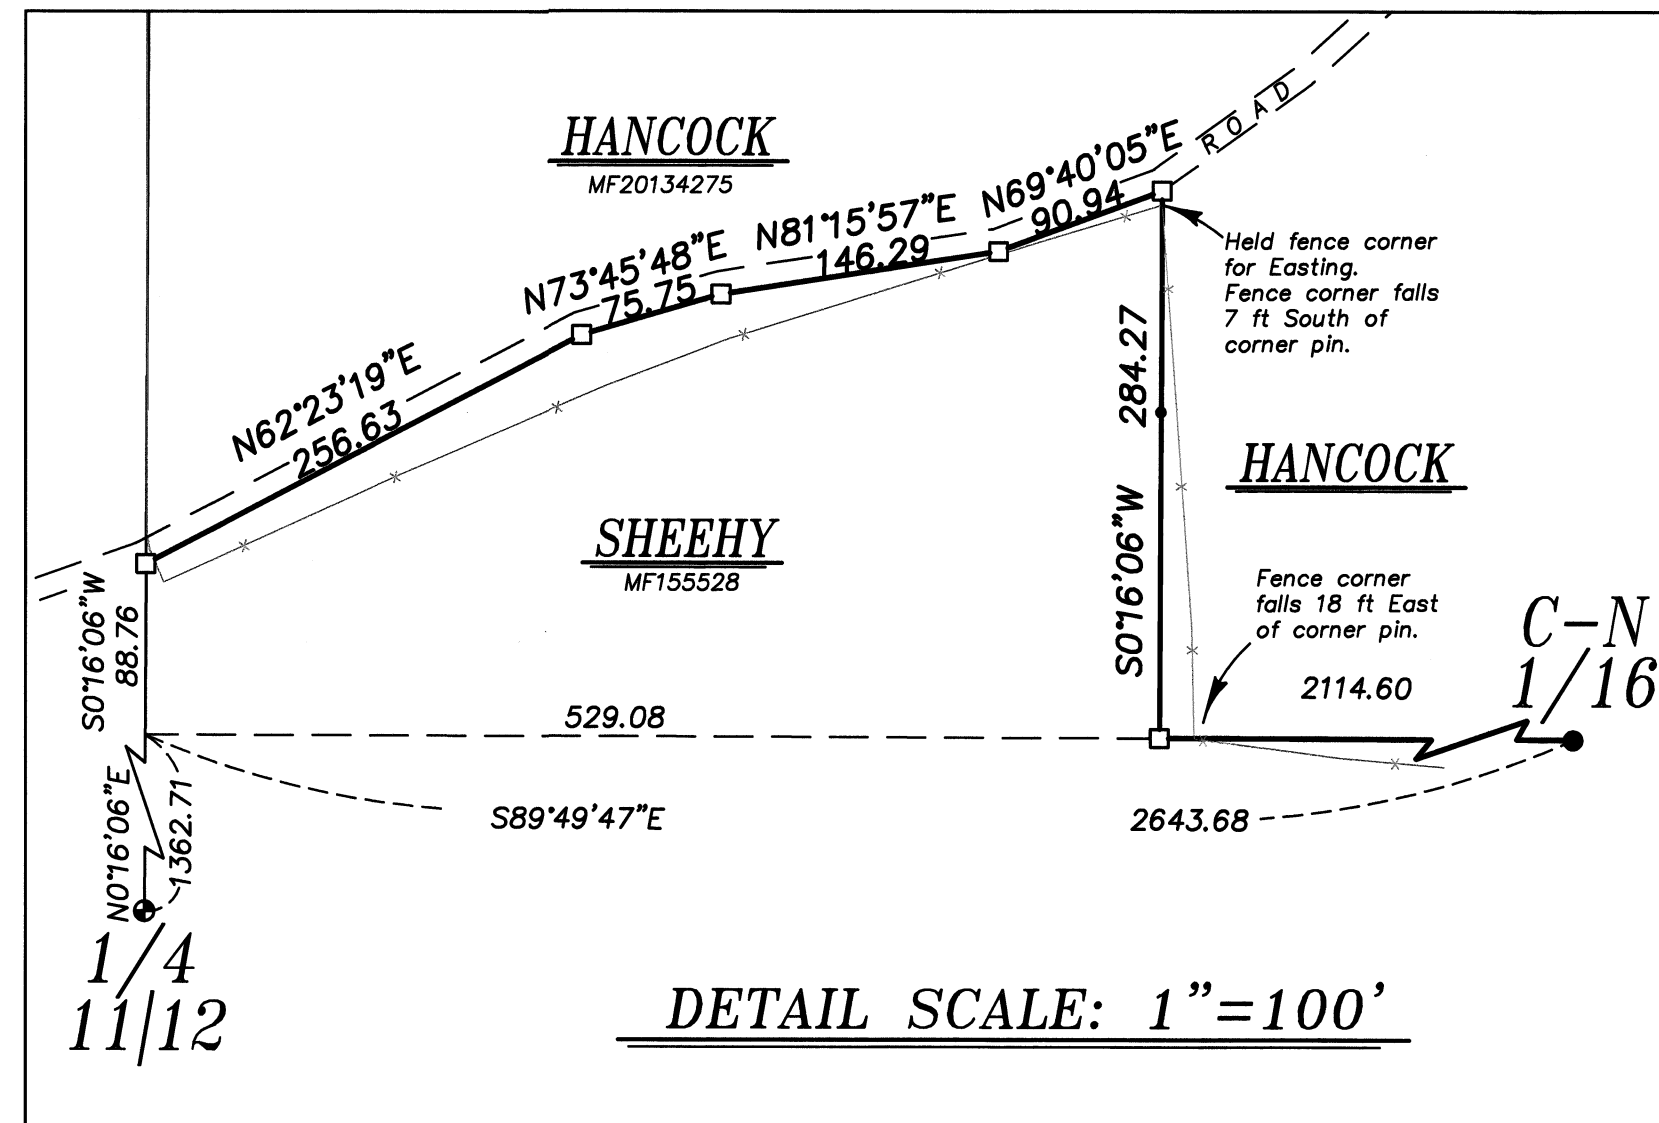 HANCOCK
MF20134275
ROAD
N69°40'05"E
90.94
N81°15'57"E
146.29
N73°45'48"E
75.75
N62°23'19"E
256.63
Held fence corner
for Easting.
Fence corner falls
7 ft South of
corner pin.
S0°16'06"W 284.27
HANCOCK
SHEEHY
MF155528
Fence corner
falls 18 ft East
of corner pin.
C-N
1/16
S0°16'06"W
88.76
529.08
2114.60
N0°16'06"E
1362.71
S89°49'47"E
2643.68
1/4
11|12
DETAIL SCALE: 1"=100'